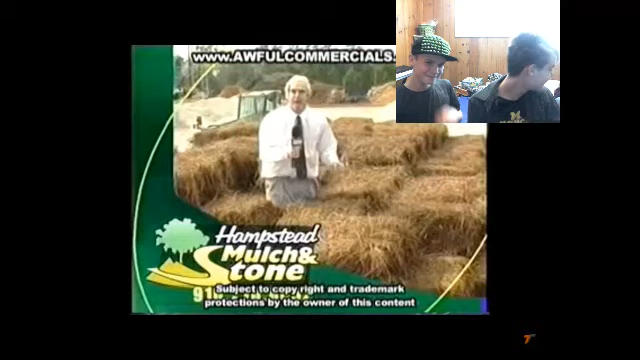 www.AWFULCOMMERCIALS.
Hampstead
Mulch&
Stone
Subject to copy right and trademark
protections by the owner of this content